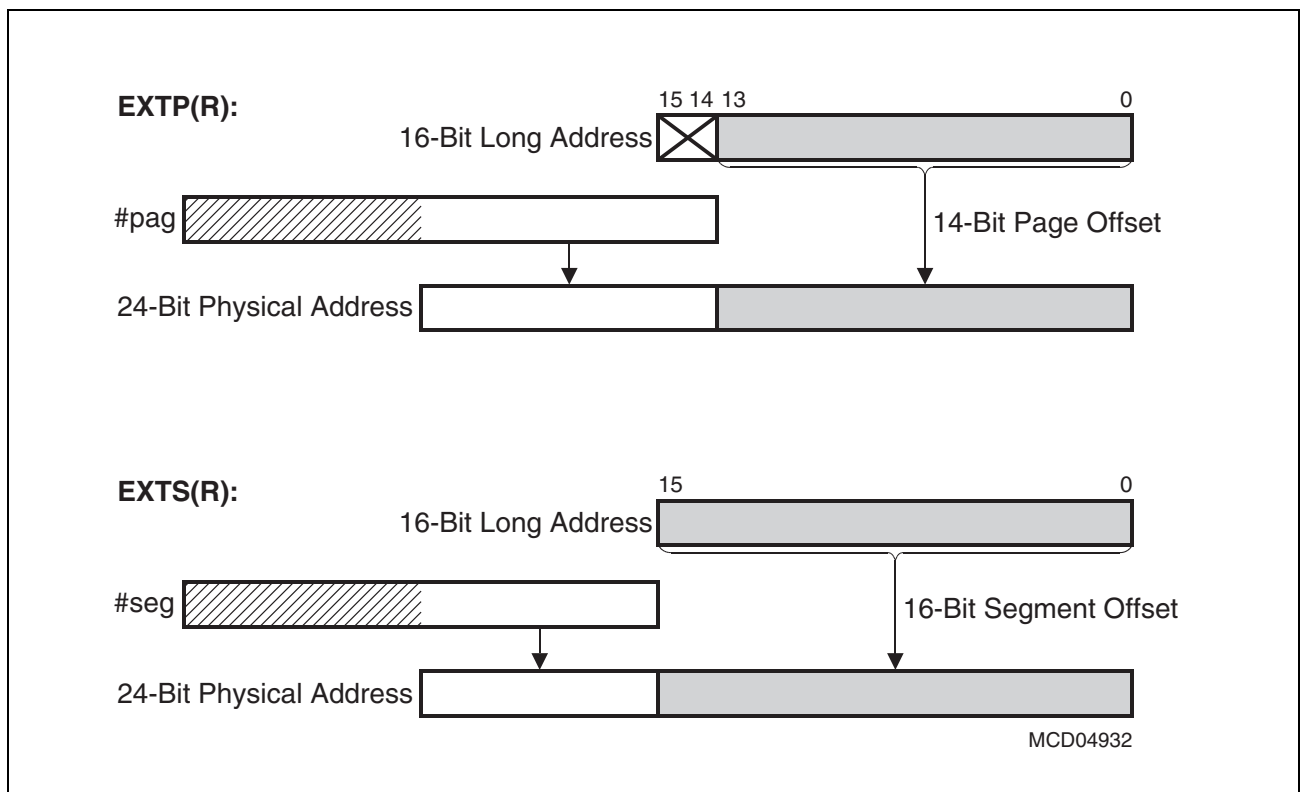 EXTP(R):
15 14 13 0
16-Bit Long Address
#pag
14-Bit Page Offset
24-Bit Physical Address
EXTS(R):
15 0
16-Bit Long Address
#seg
16-Bit Segment Offset
24-Bit Physical Address
MCD04932